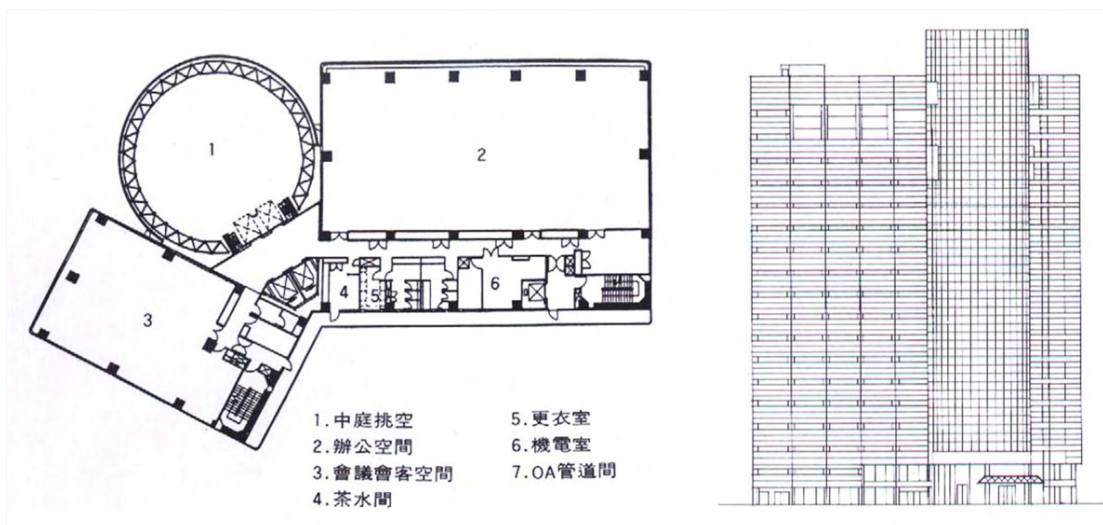 1
2
3
4
5
6
7
1.中庭挑空
2.辦公空間
3.會議會客空間
4.茶水間
5.更衣室
6.機電室
7.OA管道間